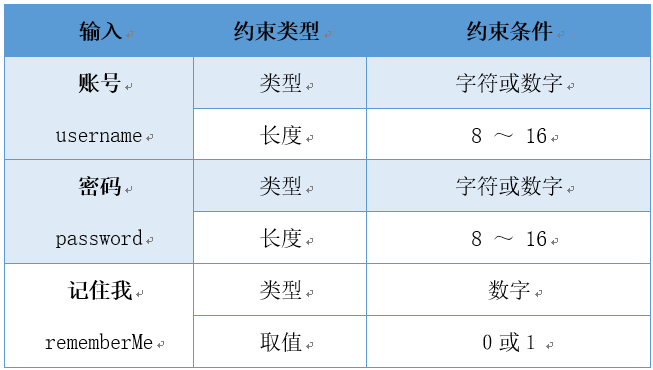 输入 约束类型 约束条件
账号 类型 字符或数字
username 长度 8 ～ 16
密码 类型 字符或数字
password 长度 8 ～ 16
记住我 类型 数字
rememberMe 取值 0 或 1